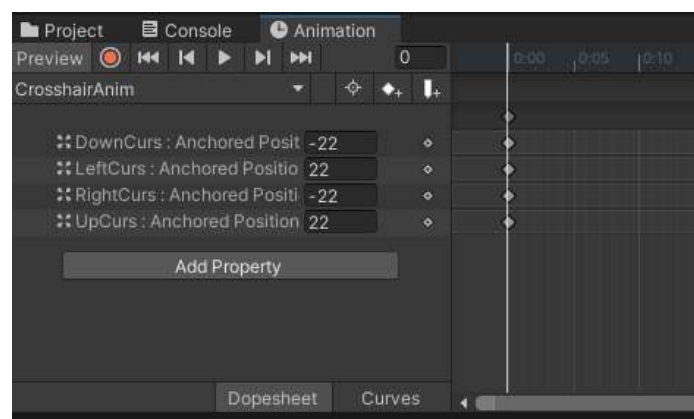 Project Console Animation
Preview 0 0:00 0:05 0:10
CrosshairAnim
DownCurs : Anchored Posit -22
LeftCurs : Anchored Positio 22
RightCurs : Anchored Positi -22
UpCurs : Anchored Position 22
Add Property
Dopesheet Curves